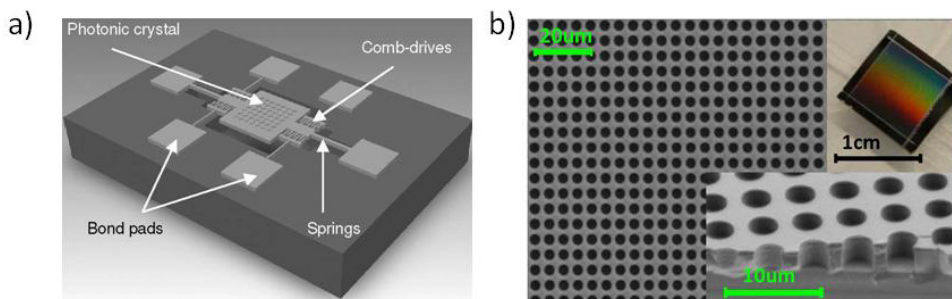 a)
Photonic crystal
Comb-drives
Bond pads
Springs
b)
20um
1cm
10um